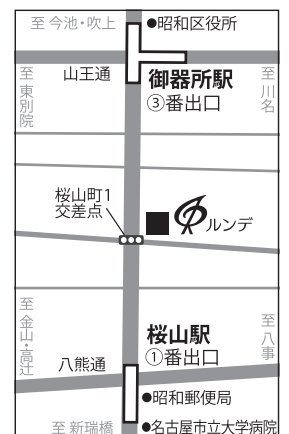 至 今池・吹上
●昭和区役所
至 東別院
山王通
御器所駅
③番出口
至 川名
桜山町1
交差点
ルンデ
至 金山・高辻
桜山駅
①番出口
至 八事
八熊通
●昭和郵便局
至 新瑞橋
●名古屋市立大学病院